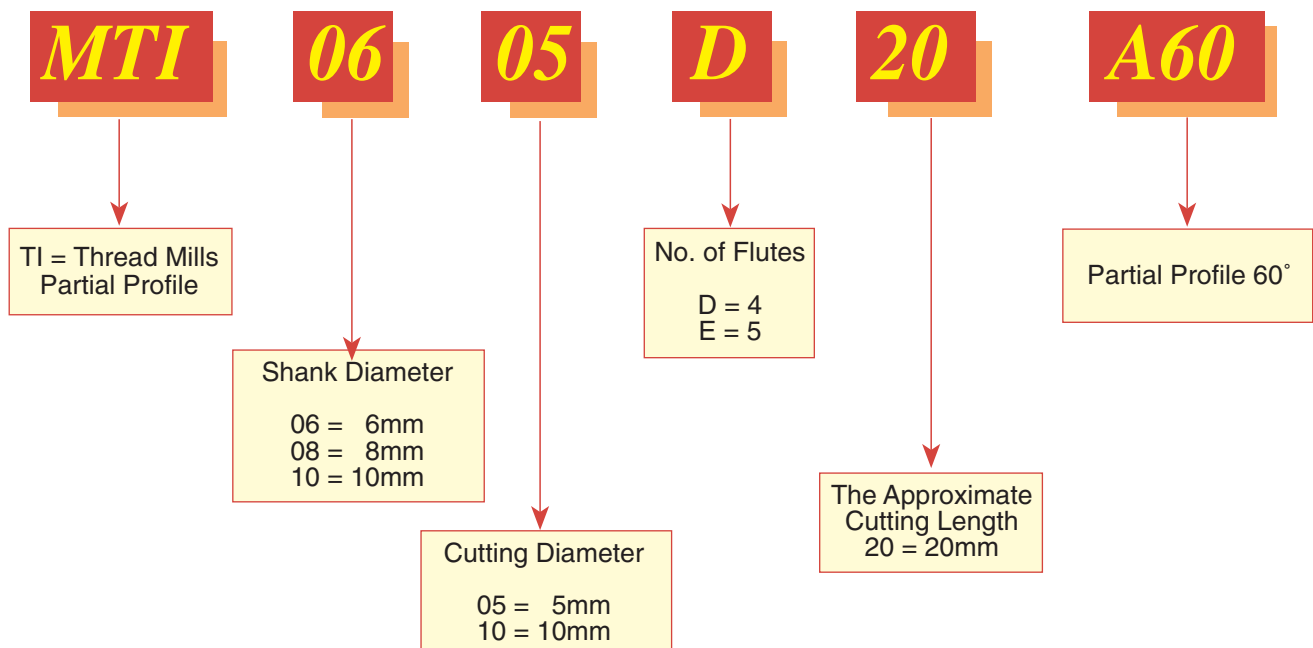 MTI 06 05 D 20 A60
TI = Thread Mills
Partial Profile
Shank Diameter
06 = 6mm
08 = 8mm
10 = 10mm
Cutting Diameter
05 = 5mm
10 = 10mm
No. of Flutes
D = 4
E = 5
The Approximate
Cutting Length
20 = 20mm
Partial Profile 60˚